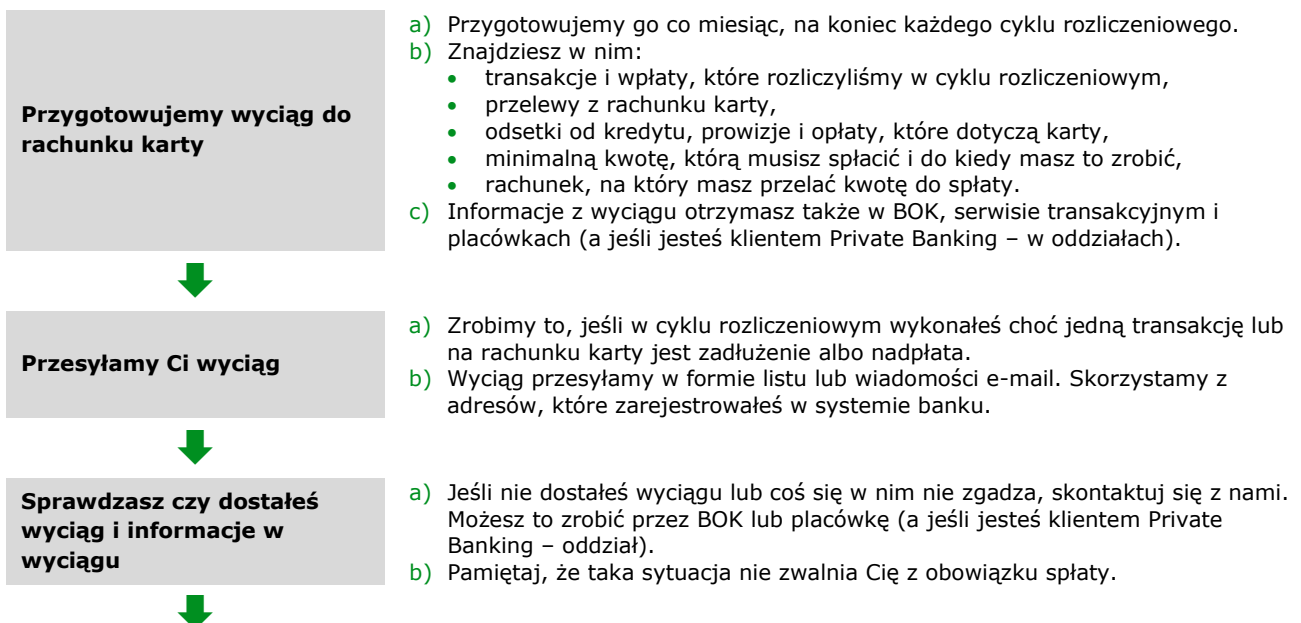 Przygotowujemy wyciąg do
rachunku karty
a) Przygotowujemy go co miesiąc, na koniec każdego cyklu rozliczeniowego.
b) Znajdziesz w nim:
• transakcje i wpłaty, które rozliczyliśmy w cyklu rozliczeniowym,
• przelewy z rachunku karty,
• odsetki od kredytu, prowizje i opłaty, które dotyczą karty,
• minimalną kwotę, którą musisz spłacić i do kiedy masz to zrobić,
• rachunek, na który masz przelać kwotę do spłaty.
c) Informacje z wyciągu otrzymasz także w BOK, serwisie transakcyjnym i
placówkach (a jeśli jesteś klientem Private Banking – w oddziałach).
Przesyłamy Ci wyciąg
a) Zrobimy to, jeśli w cyklu rozliczeniowym wykonałeś choć jedną transakcję lub
na rachunku karty jest zadłużenie albo nadpłata.
b) Wyciąg przesyłamy w formie listu lub wiadomości e-mail. Skorzystamy z
adresów, które zarejestrowałeś w systemie banku.
Sprawdzasz czy dostałeś
wyciąg i informacje w
wyciągu
a) Jeśli nie dostałeś wyciągu lub coś się w nim nie zgadza, skontaktuj się z nami.
Możesz to zrobić przez BOK lub placówkę (a jeśli jesteś klientem Private
Banking – oddział).
b) Pamiętaj, że taka sytuacja nie zwalnia Cię z obowiązku spłaty.